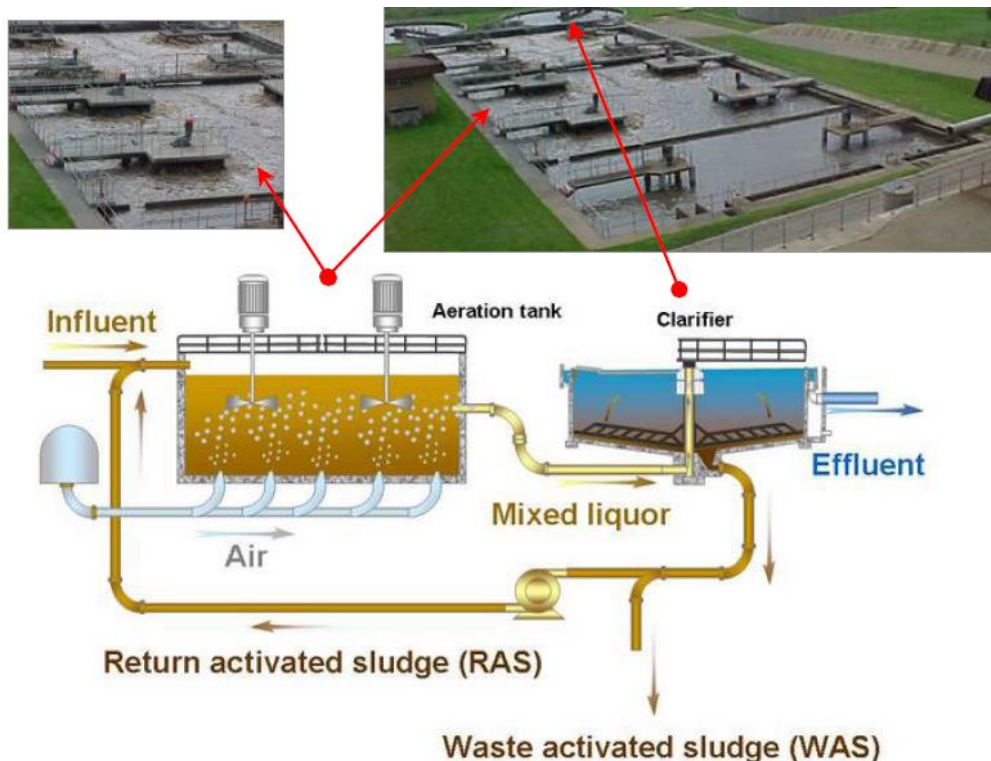 Aeration tank
Clarifier
Influent
Effluent
Mixed liquor
Air
Return activated sludge (RAS)
Waste activated sludge (WAS)